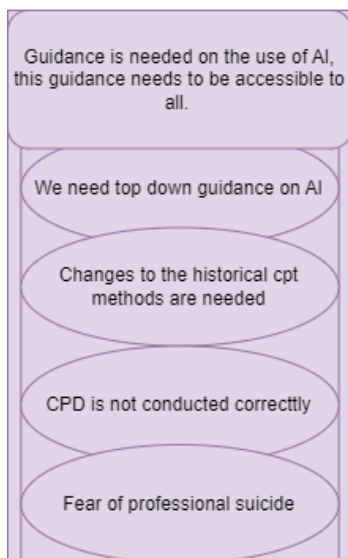 Guidance is needed on the use of AI,
this guidance needs to be accessible to
all.
We need top down guidance on AI
Changes to the historical cpt
methods are needed
CPD is not conducted correcttly
Fear of professional suicide